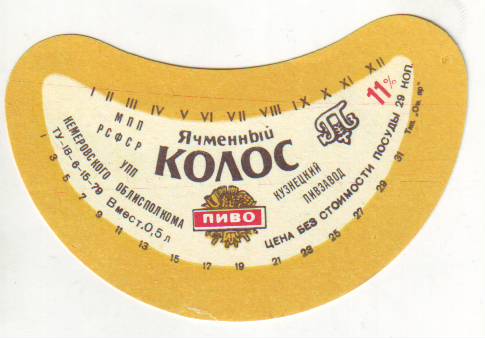 I II III IV V VI VII VIII IX X XI XII
МПП
РСФСР
УПП
КЕМЕРОВСКОГО ОБЛИСПОЛКОМА
ТУ-18-6-15-79 Вмест. 0,5 л
Ячменный
КОЛОС
ПИВО
11%
КУЗНЕЦКИЙ
ПИВЗАВОД
ЦЕНА БЕЗ СТОИМОСТИ ПОСУДЫ 29 КОП.
1 3 5 7 9 11 13 15 17 19 21 23 25 27 29 31